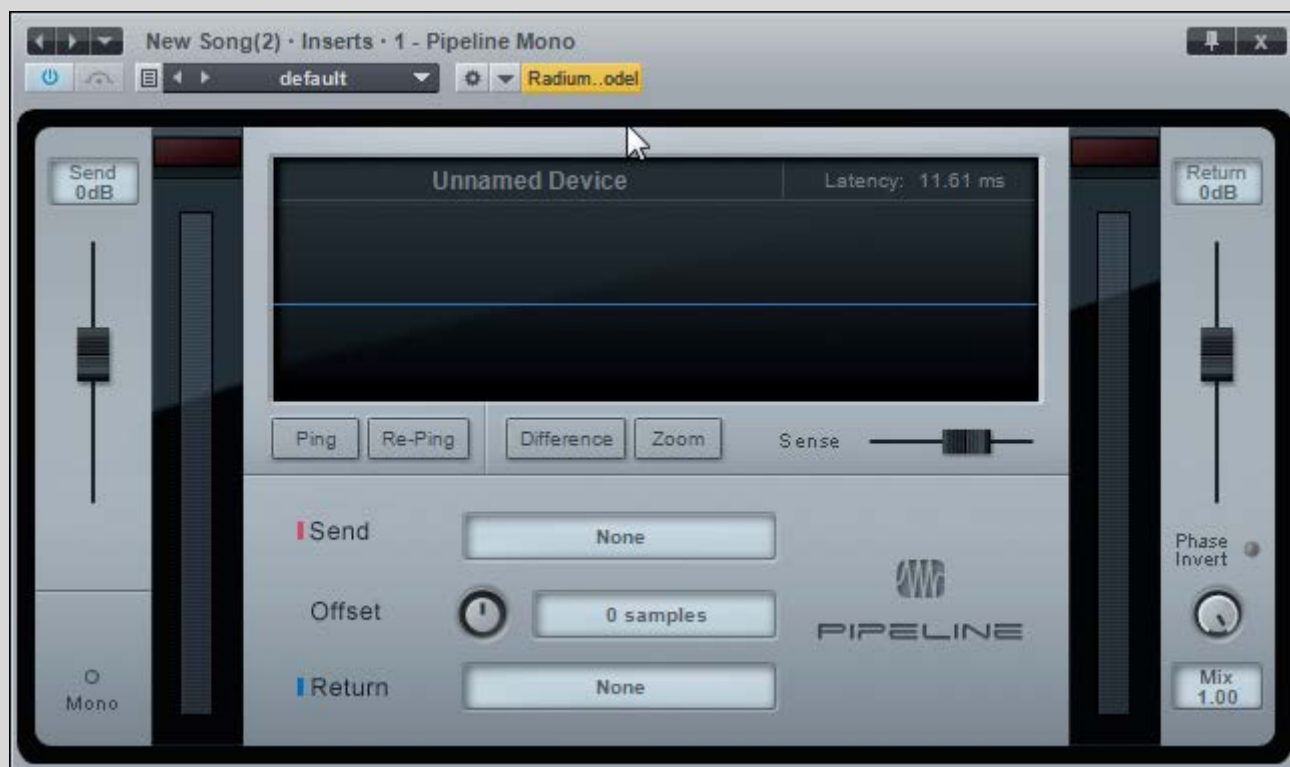 New Song(2) · Inserts · 1 - Pipeline Mono
default
Radium..odel
Send
0dB
Unnamed Device
Latency: 11.61 ms
Return
0dB
Ping
Re-Ping
Difference
Zoom
Sense
Send
None
Offset
0 samples
PIPELINE
Return
None
Phase
Invert
Mono
Mix
1.00